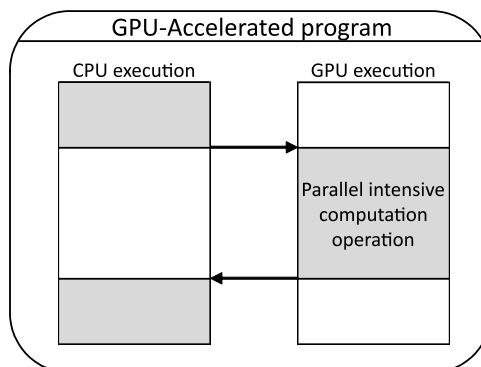 GPU-Accelerated program
CPU execution
GPU execution
Parallel intensive
computation
operation